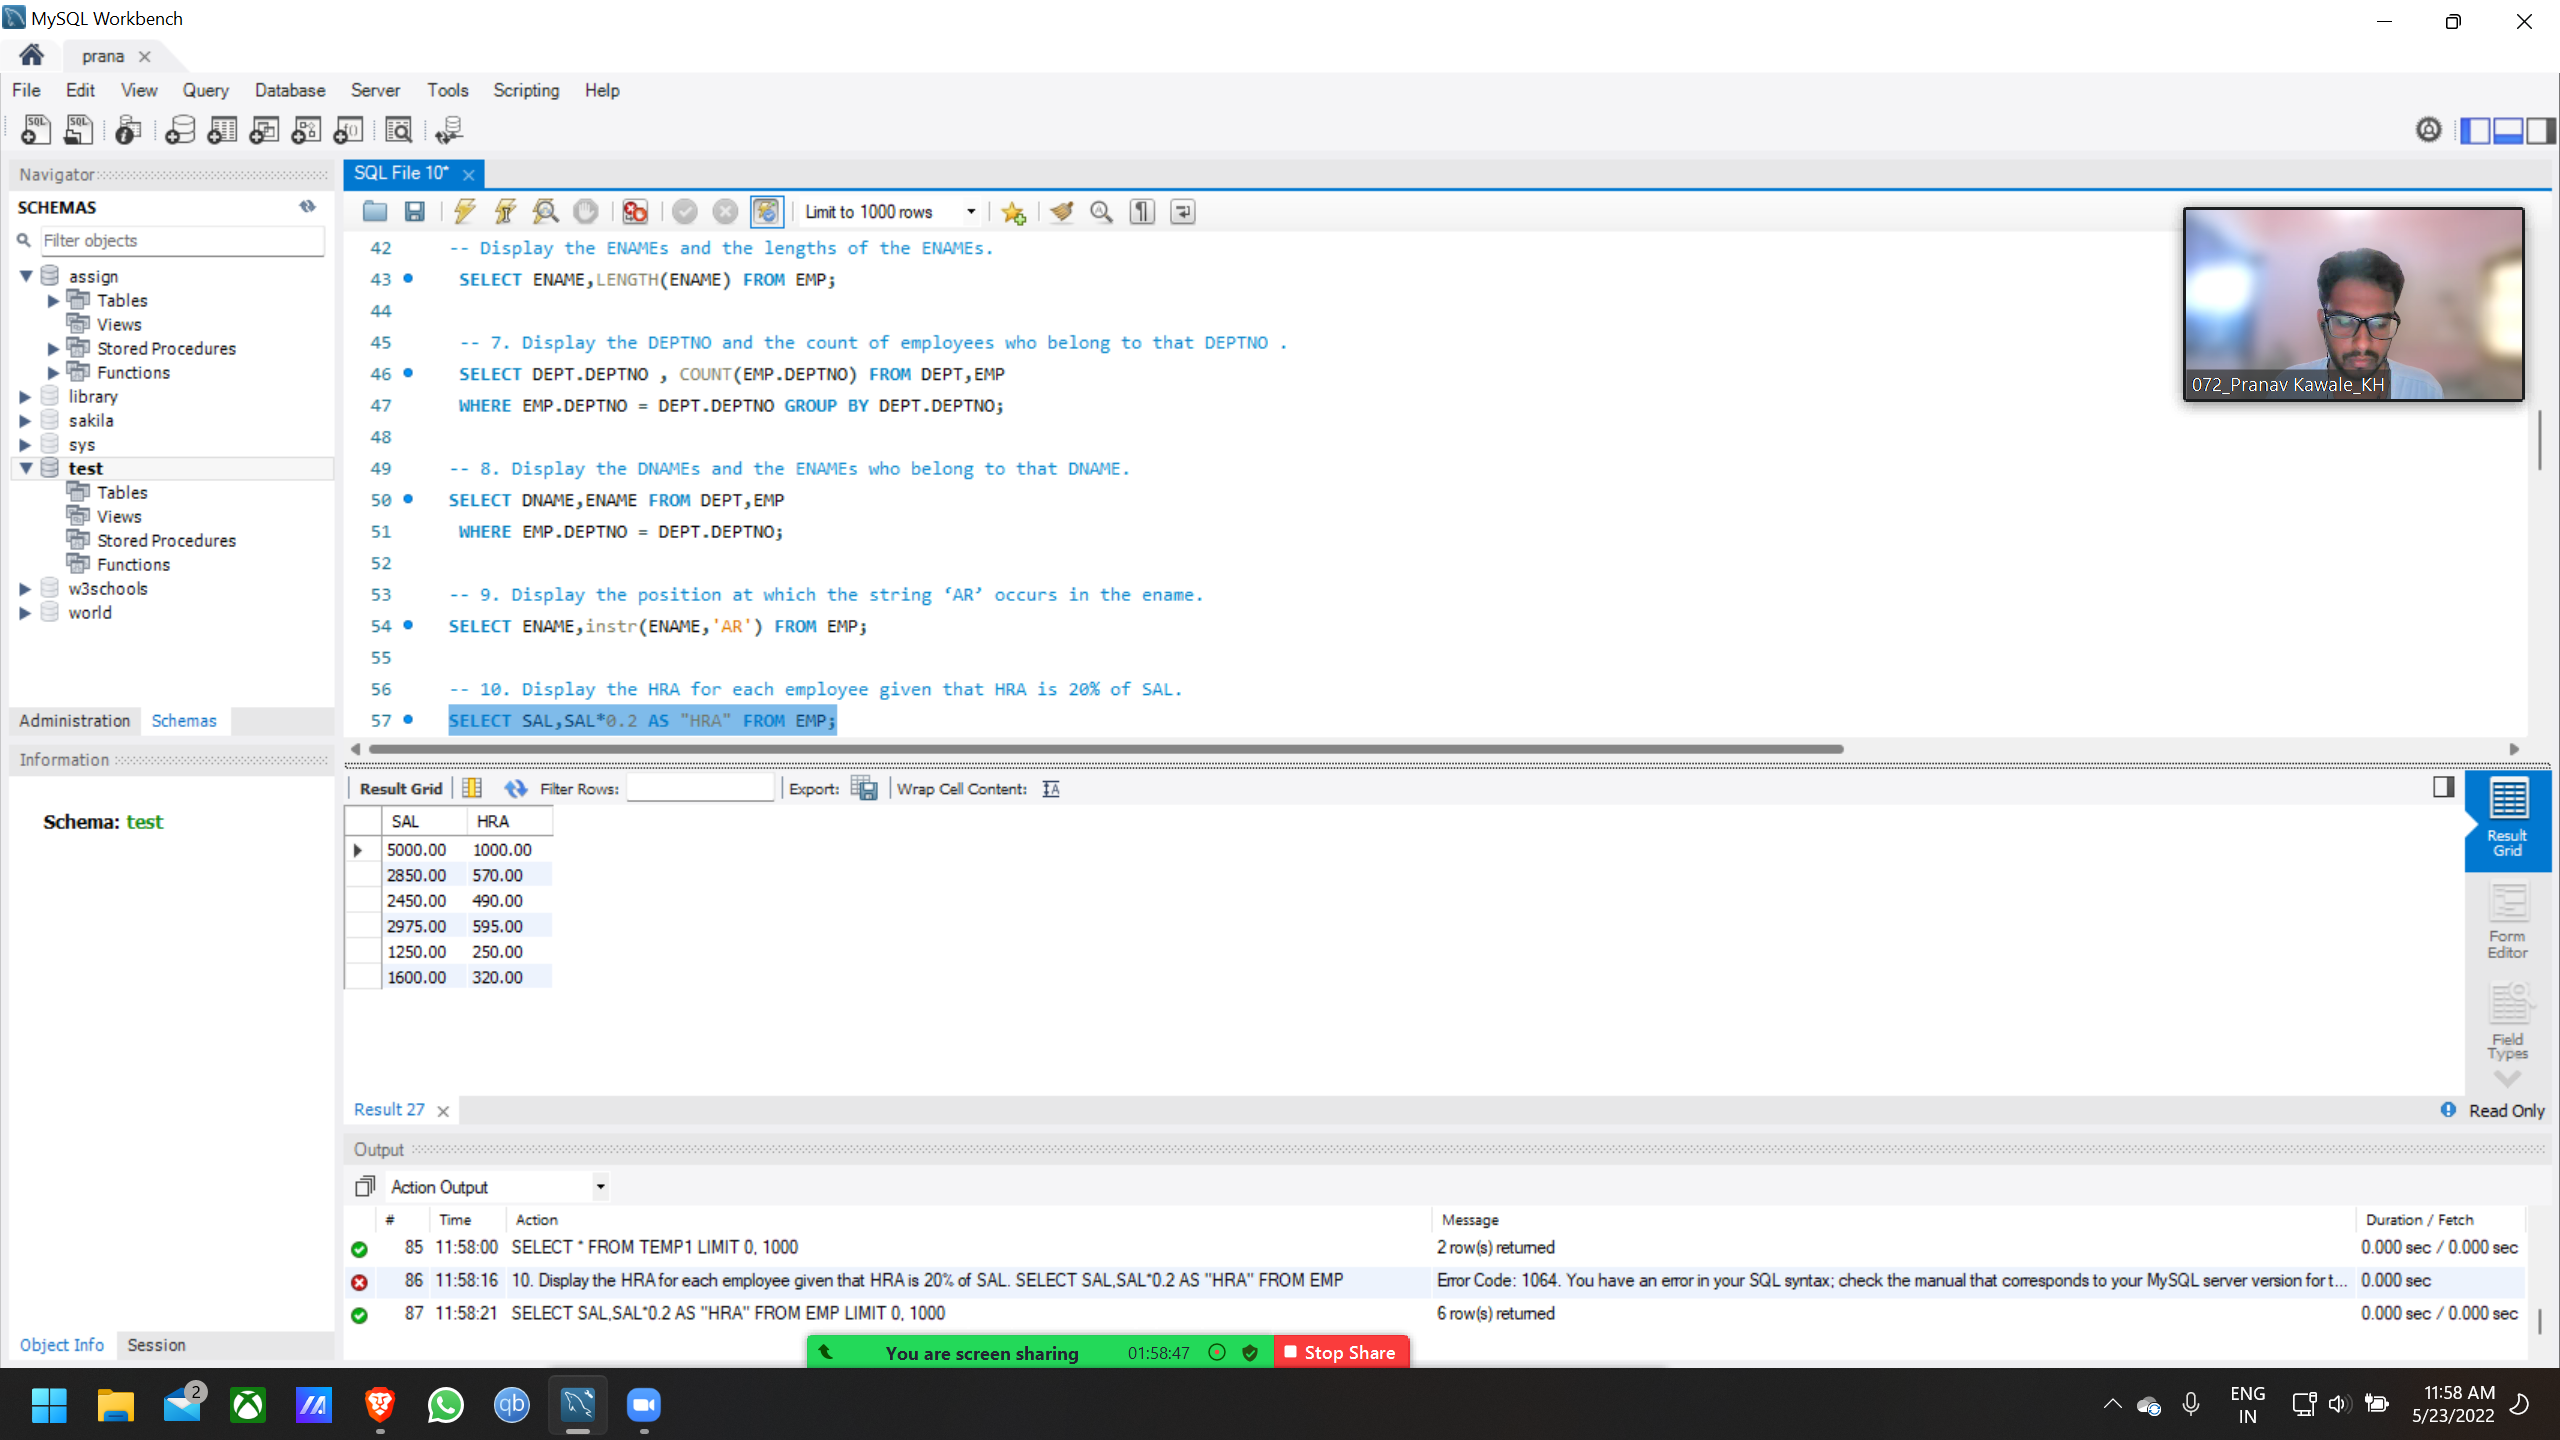 MySQL Workbench
prana
File Edit View Query Database Server Tools Scripting Help
Navigator
SCHEMAS
Filter objects
assign
Tables
Views
Stored Procedures
Functions
library
sakila
sys
test
Tables
Views
Stored Procedures
Functions
w3schools
world
Administration Schemas
Information
Schema: test
Object Info Session
SQL File 10*
Limit to 1000 rows
42 -- Display the ENAMEs and the lengths of the ENAMEs.
43 SELECT ENAME,LENGTH(ENAME) FROM EMP;
44
45 -- 7. Display the DEPTNO and the count of employees who belong to that DEPTNO .
46 SELECT DEPT.DEPTNO , COUNT(EMP.DEPTNO) FROM DEPT,EMP
47 WHERE EMP.DEPTNO = DEPT.DEPTNO GROUP BY DEPT.DEPTNO;
48
49 -- 8. Display the DNAMEs and the ENAMEs who belong to that DNAME.
50 SELECT DNAME,ENAME FROM DEPT,EMP
51 WHERE EMP.DEPTNO = DEPT.DEPTNO;
52
53 -- 9. Display the position at which the string ‘AR’ occurs in the ename.
54 SELECT ENAME,instr(ENAME,'AR') FROM EMP;
55
56 -- 10. Display the HRA for each employee given that HRA is 20% of SAL.
57 SELECT SAL,SAL*0.2 AS "HRA" FROM EMP;
072_Pranav Kawale_KH
Result Grid Filter Rows: Export: Wrap Cell Content:
SAL HRA
5000.00 1000.00
2850.00 570.00
2450.00 490.00
2975.00 595.00
1250.00 250.00
1600.00 320.00
Result
Grid
Form
Editor
Field
Types
Result 27
Read Only
Output
Action Output
# Time Action Message Duration / Fetch
85 11:58:00 SELECT * FROM TEMP1 LIMIT 0, 1000 2 row(s) returned 0.000 sec / 0.000 sec
86 11:58:16 10. Display the HRA for each employee given that HRA is 20% of SAL. SELECT SAL,SAL*0.2 AS "HRA" FROM EMP Error Code: 1064. You have an error in your SQL syntax; check the manual that corresponds to your MySQL server version for t... 0.000 sec
87 11:58:21 SELECT SAL,SAL*0.2 AS "HRA" FROM EMP LIMIT 0, 1000 6 row(s) returned 0.000 sec / 0.000 sec
You are screen sharing 01:58:47 Stop Share
2
qb
ENG
IN
11:58 AM
5/23/2022